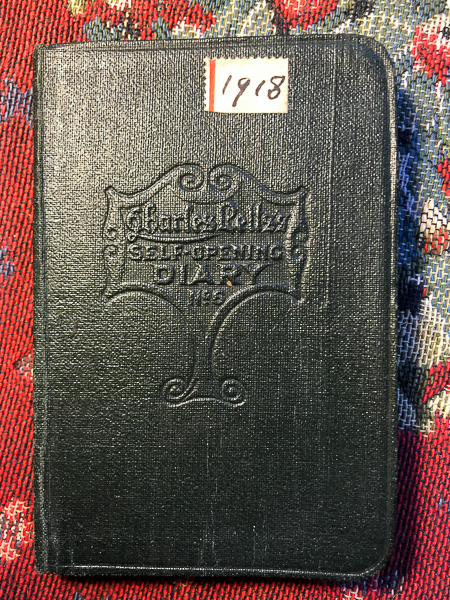 1918
Charles Letts's
SELF-OPENING
DIARY
No 6